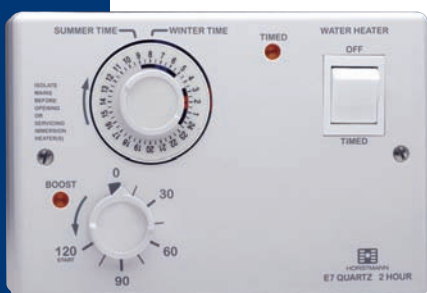 SUMMER TIME
WINTER TIME
TIMED
WATER HEATER
OFF
ISOLATE
MAINS
BEFORE
OPENING
OR
SERVICING
IMMERSION
HEATER(S)
TIMED
BOOST
0
30
60
90
120
START
HORSTMANN
E7 QUARTZ 2 HOUR